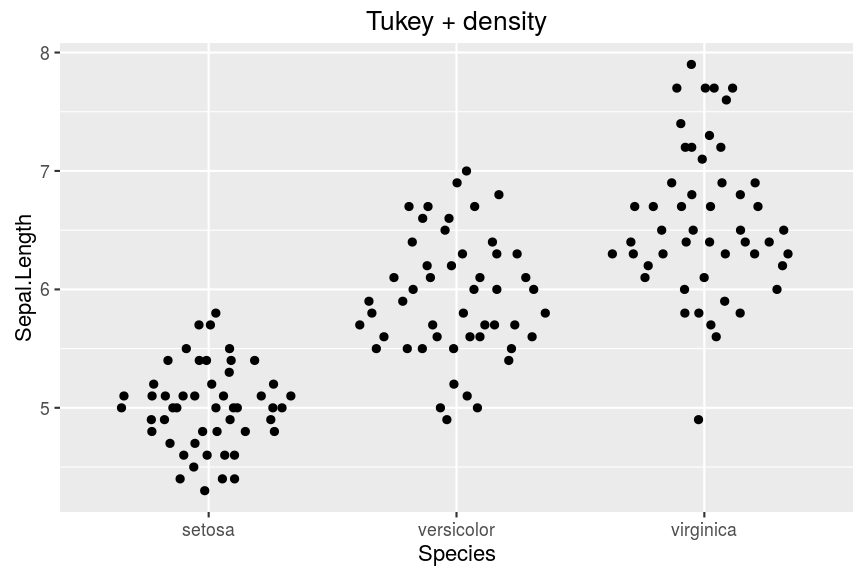 Tukey + density
8
7
6
5
Sepal.Length
setosa versicolor virginica
Species